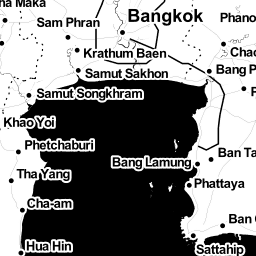 ha Maka
Bangkok
Phano
Sam Phran
Krathum Baen
Chac
Samut Sakhon
Bang P
Samut Songkhram
Khao Yoi
Phetchaburi
Bang Lamung
Ban Ta
Tha Yang
Phattaya
Cha-am
Ban
Hua Hin
Sattahip